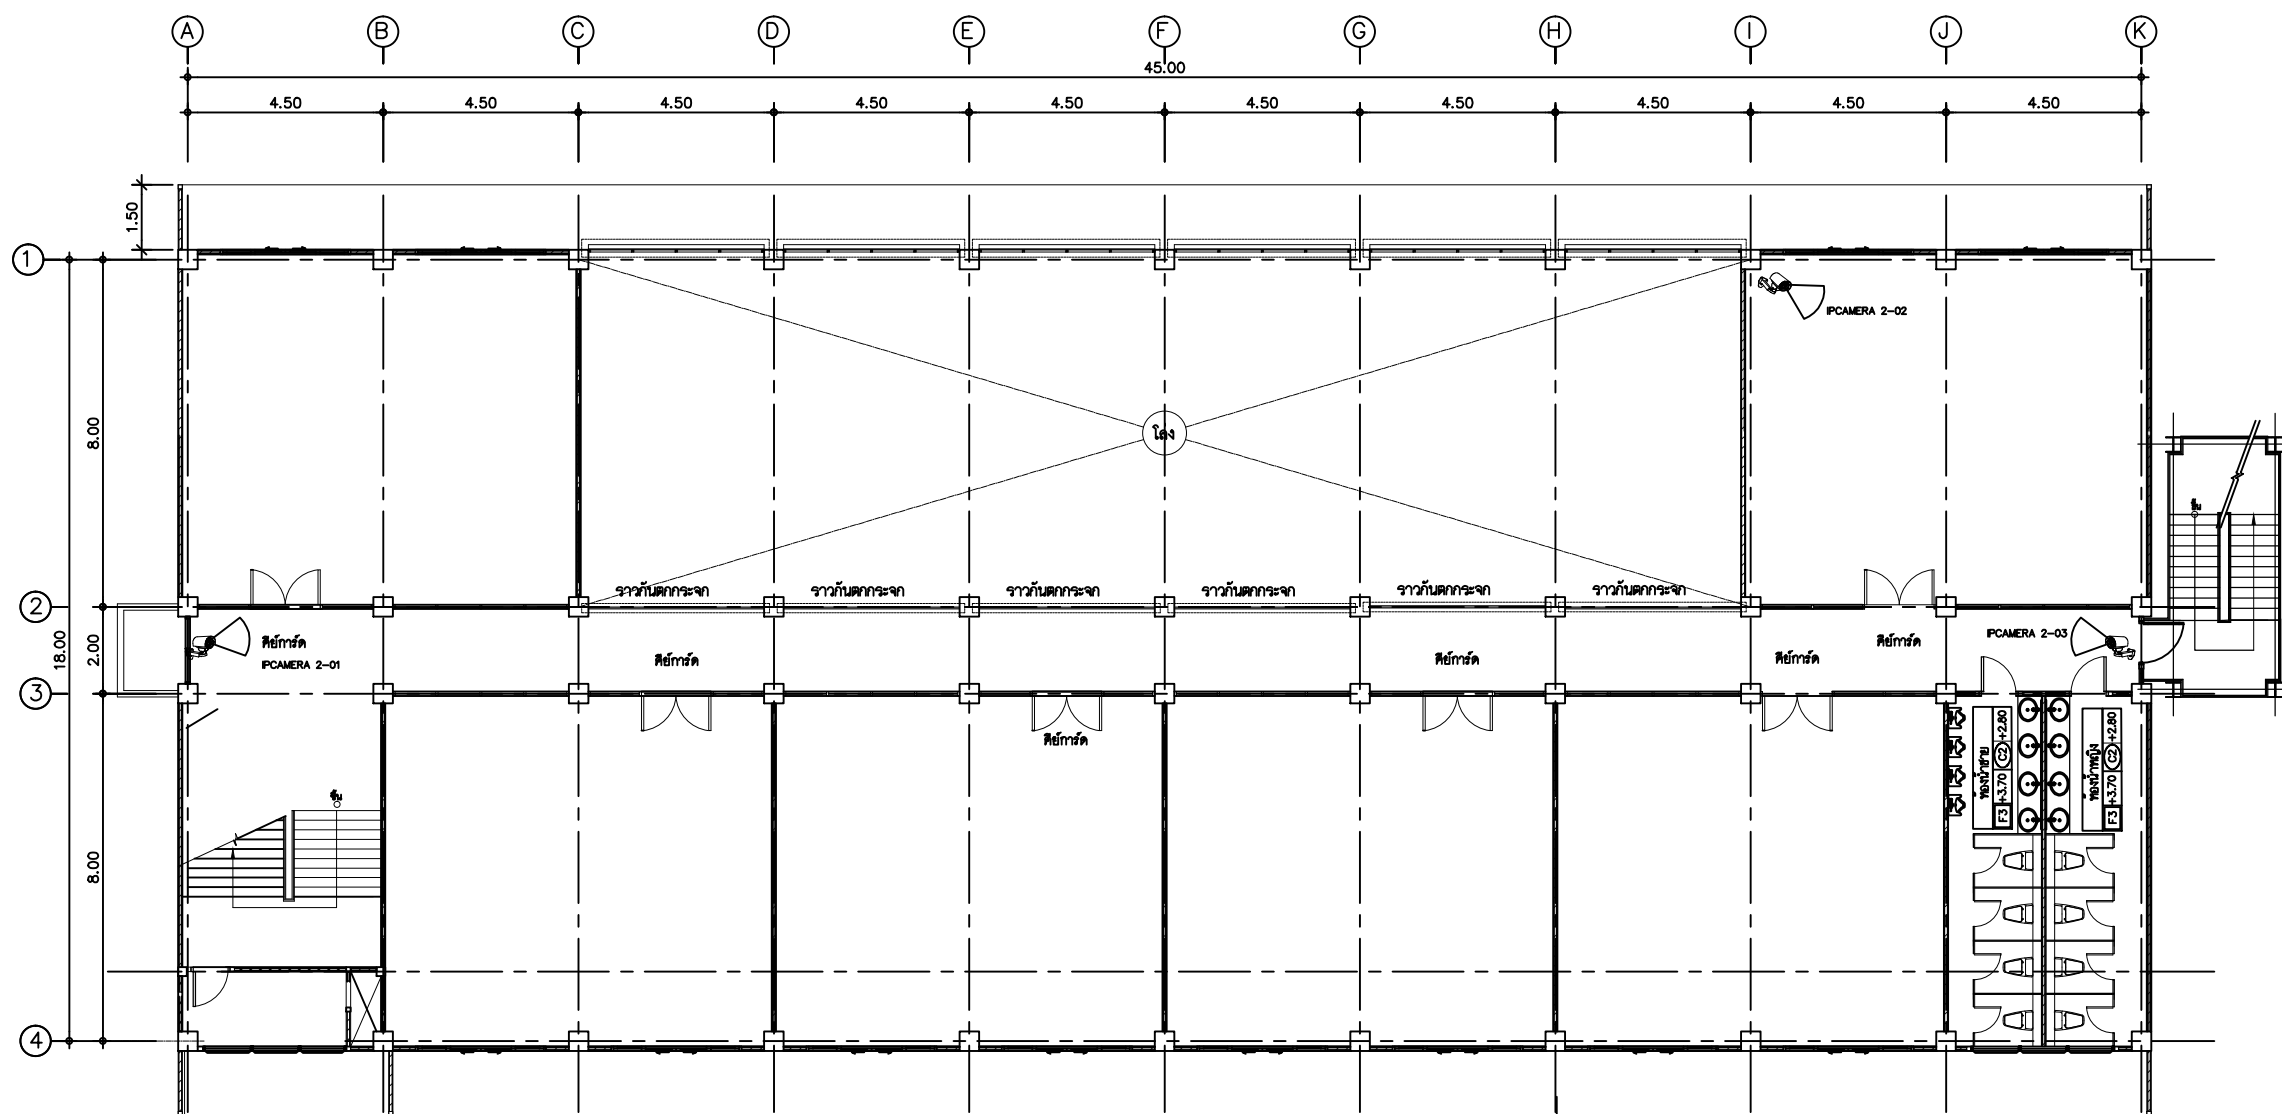 A B C D E F G H I J K
45.00
4.50 4.50 4.50 4.50 4.50 4.50 4.50 4.50 4.50 4.50
1.50
1
IPCAMERA 2-02
8.00
โล่ง
ขึ้น
ราวกันตกกระจก ราวกันตกกระจก ราวกันตกกระจก ราวกันตกกระจก ราวกันตกกระจก ราวกันตกกระจก
2
18.00
2.00
คีย์การ์ด
IPCAMERA 2-01
คีย์การ์ด
คีย์การ์ด
คีย์การ์ด
คีย์การ์ด
IPCAMERA 2-03
3
คีย์การ์ด
ห้องน้ำชาย
F3 +3.70 C2 +2.80
ห้องน้ำหญิง
F3 +3.70 C2 +2.80
ขึ้น
8.00
4